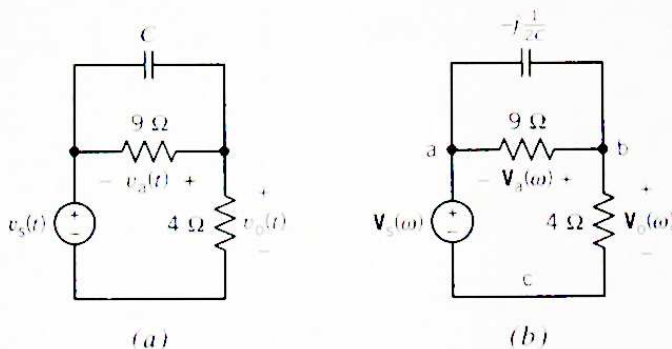 C
9 Ω
− v_a(t) +
v_s(t)
+
−
4 Ω
+
v_o(t)
−
(a)
−j 1/2C
9 Ω
a
b
− V_a(ω) +
V_s(ω)
+
−
4 Ω
+
V_o(ω)
−
c
(b)